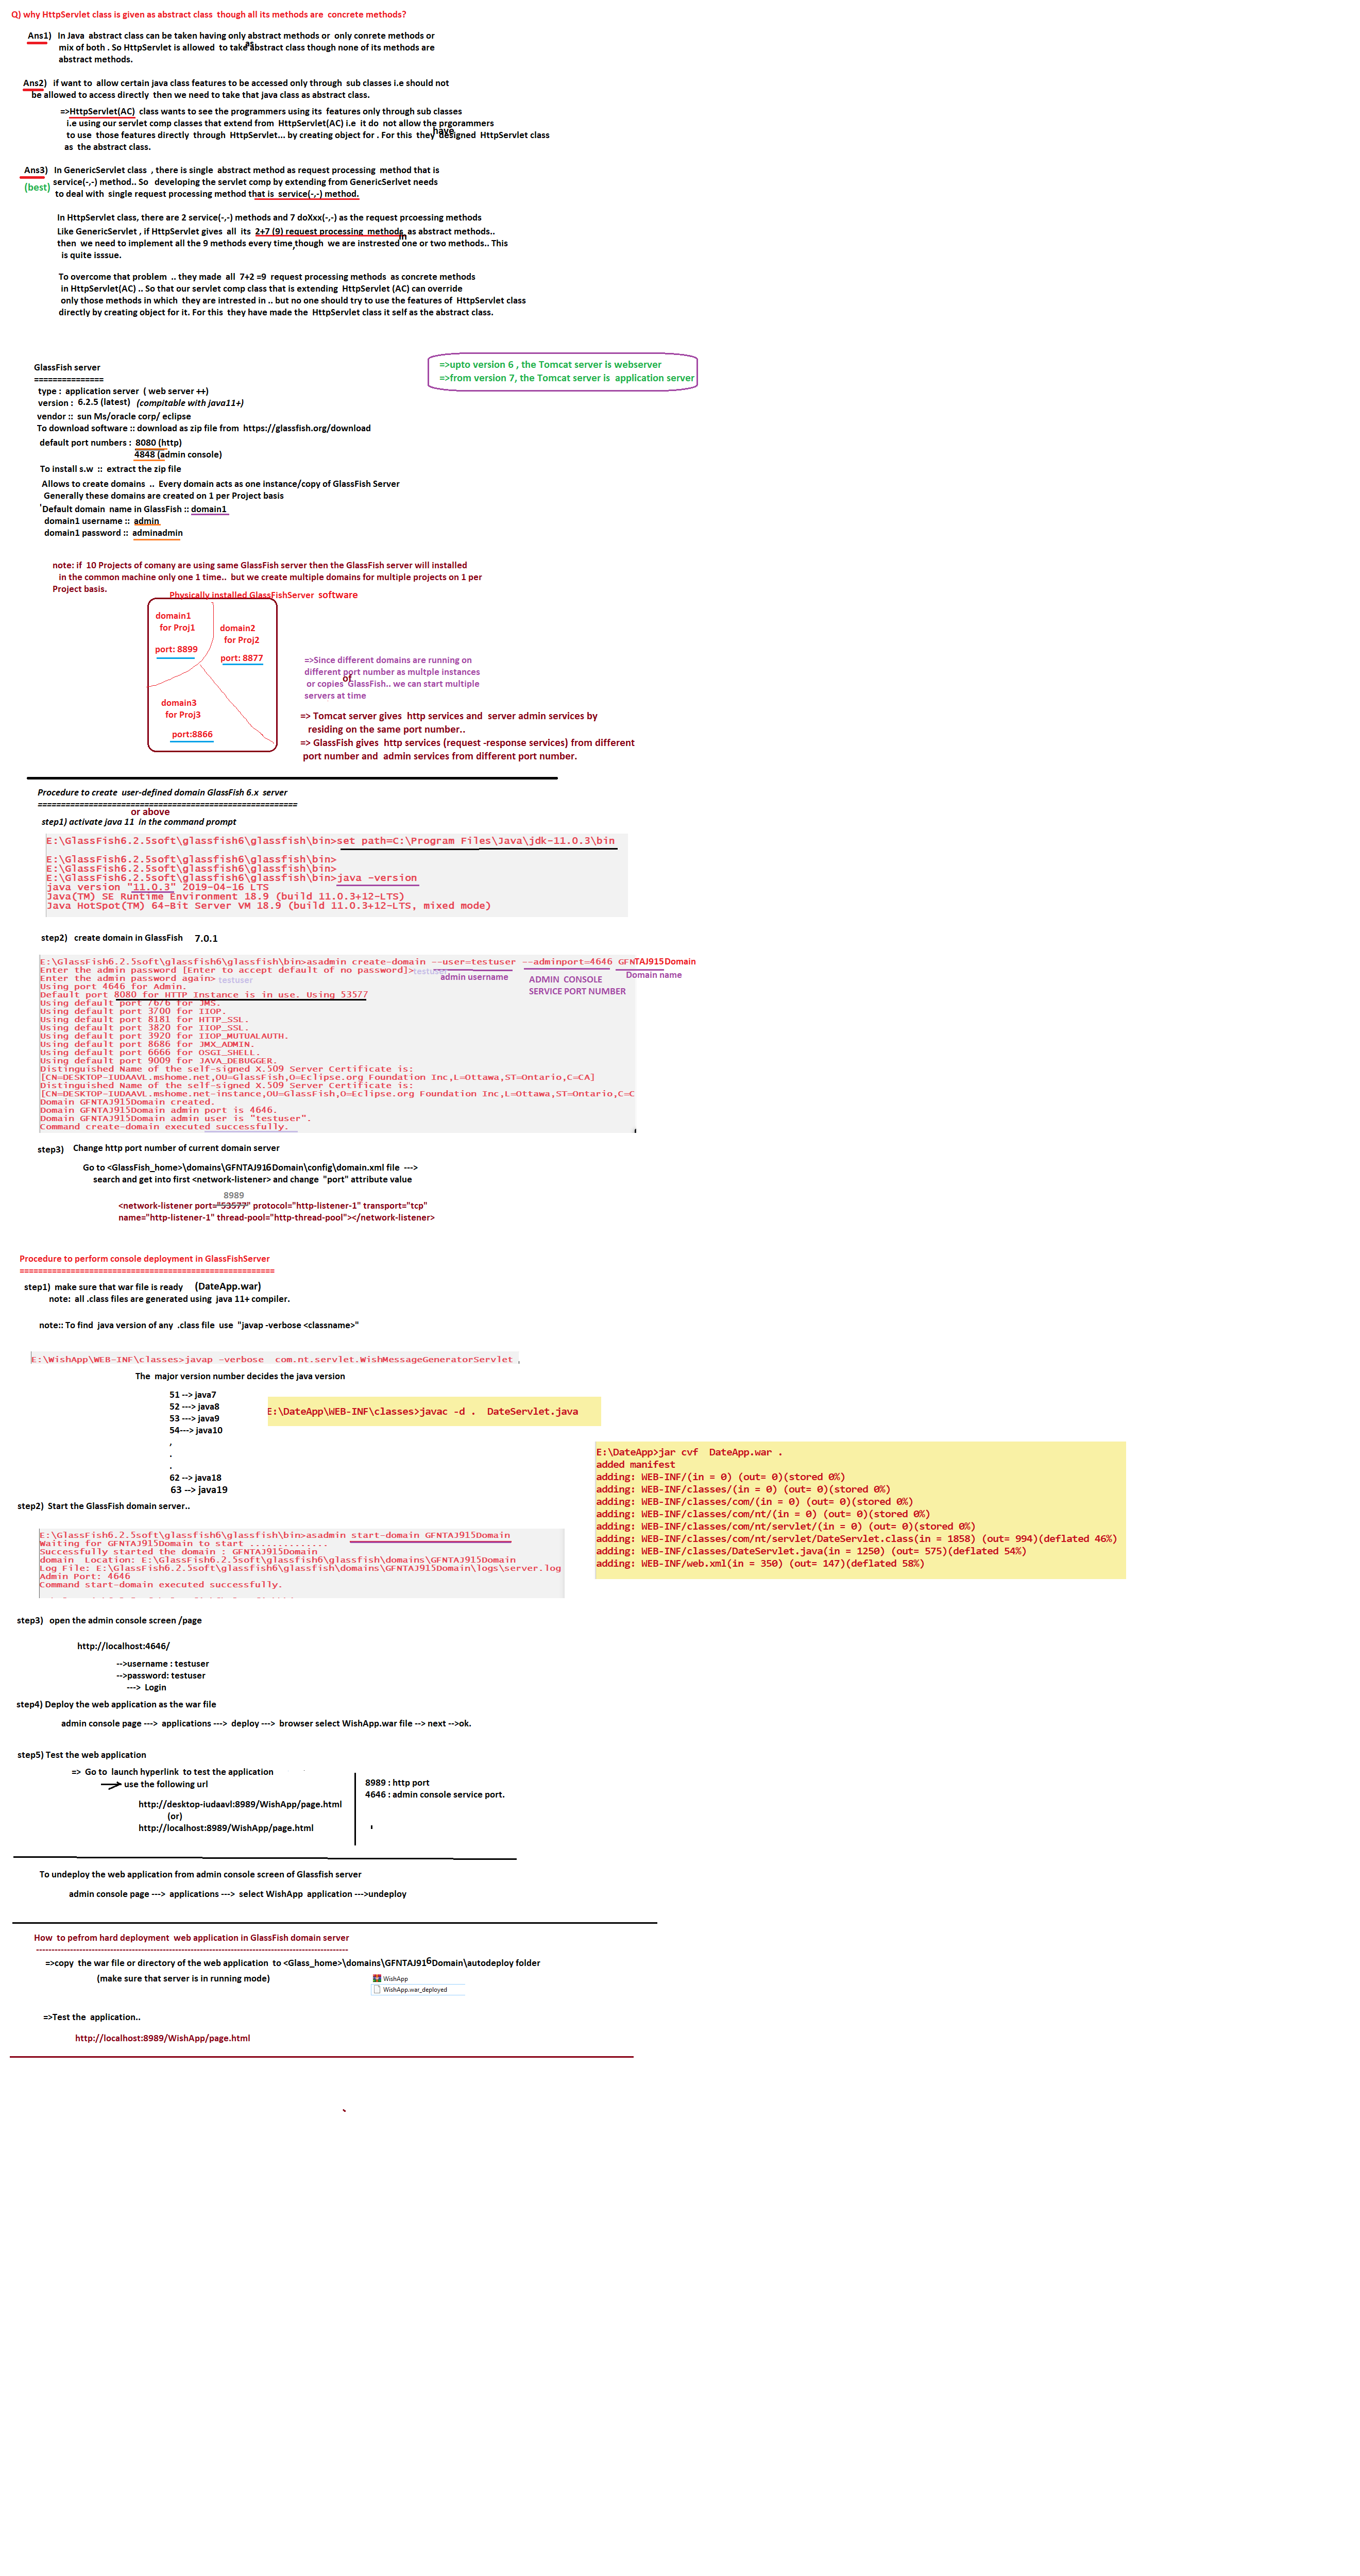 Q) why HttpServlet class is given as abstract class  though all its methods are  concrete methods?
Ans1)  In Java  abstract class can be taken having only abstract methods or  only conrete methods or
mix of both . So HttpServlet is allowed  to take as abstract class though none of its methods are
abstract methods.
Ans2)  if want to  allow certain java class features to be accessed only through  sub classes i.e should not
be allowed to access directly  then we need to take that java class as abstract class.
=>HttpServlet(AC)  class wants to see the programmers using its  features only through sub classes
i.e using our servlet comp classes that extend from  HttpServlet(AC) i.e  it do  not allow the prgorammers
to use  those features directly  through  HttpServlet... by creating object for . For this  they have designed  HttpServlet class
as  the abstract class.
Ans3)  In GenericServlet class  , there is single  abstract method as request processing  method that is
(best) service(-,-) method.. So  developing the servlet comp by extending from GenericSerlvet needs
to deal with  single request processing method that is  service(-,-) method.
In HttpServlet class, there are 2 service(-,-) methods and 7 doXxx(-,-) as the request prcoessing methods
Like GenericServlet , if HttpServlet gives  all  its  2+7 (9) request processing  methods  as abstract methods..
then  we need to implement all the 9 methods every time,though  we are instrested in one or two methods.. This
is quite isssue.
To overcome that problem  .. they made  all  7+2 =9  request processing methods  as concrete methods
in HttpServlet(AC) .. So that our servlet comp class that is extending  HttpServlet (AC) can override
only those methods in which  they are intrested in .. but no one should try to use the features of  HttpServlet class
directly by creating object for it. For this  they have made the  HttpServlet class it self as the abstract class.
=>upto version 6 , the Tomcat server is webserver
=>from version 7, the Tomcat server is  application server
GlassFish server
===============
type :  application server  ( web server ++)
version :  6.2.5 (latest)  (compitable with java11+)
vendor ::  sun Ms/oracle corp/ eclipse
To download software :: download as zip file from  https://glassfish.org/download
default port numbers :  8080 (http)
4848 (admin console)
To install s.w  ::  extract the zip file
Allows to create domains  ..  Every domain acts as one instance/copy of GlassFish Server
Generally these domains are created on 1 per Project basis
'Default domain  name in GlassFish :: domain1
domain1 username ::  admin
domain1 password ::  adminadmin
note: if  10 Projects of comany are using same GlassFish server then the GlassFish server will installed
in the common machine only one 1 time..  but we create multiple domains for multiple projects on 1 per
Project basis.
Physically installed GlassFishServer  software
domain1
for Proj1
port: 8899
domain2
for Pjoj2
port: 8877
domain3
for Proj3
port:8866
=>Since different domains are running on
different port number as multple instances
or copies of GlassFish.. we can start multiple
servers at time
=> Tomcat server gives  http services and  server admin services by
residing on the same port number..
=> GlassFish gives  http services (request -response services) from different
port number and  admin services from different port number.
Procedure to create  user-defined domain GlassFish 6.x  server
========================================================
or above
step1) activate java 11  in the command prompt
E:\GlassFish6.2.5soft\glassfish6\glassfish\bin>set path=C:\Program Files\Java\jdk-11.0.3\bin
E:\GlassFish6.2.5soft\glassfish6\glassfish\bin>
E:\GlassFish6.2.5soft\glassfish6\glassfish\bin>
E:\GlassFish6.2.5soft\glassfish6\glassfish\bin>java -version
java version "11.0.3" 2019-04-16 LTS
Java(TM) SE Runtime Environment 18.9 (build 11.0.3+12-LTS)
Java HotSpot(TM) 64-Bit Server VM 18.9 (build 11.0.3+12-LTS, mixed mode)
step2)   create domain in GlassFish    7.0.1
E:\GlassFish6.2.5soft\glassfish6\glassfish\bin>asadmin create-domain --user=testuser --adminport=4646 GFNTAJ915Domain
Enter the admin password [Enter to accept default of no password]>testuser
admin username
ADMIN  CONSOLE
SERVICE PORT NUMBER
Domain name
Enter the admin password again> testuser
Using port 4646 for Admin.
Default port 8080 for HTTP Instance is in use. Using 53577
Using default port 7676 for JMS.
Using default port 3700 for IIOP.
Using default port 8181 for HTTP_SSL.
Using default port 3820 for IIOP_SSL.
Using default port 3920 for IIOP_MUTUALAUTH.
Using default port 8686 for JMX_ADMIN.
Using default port 6666 for OSGI_SHELL.
Using default port 9009 for JAVA_DEBUGGER.
Distinguished Name of the self-signed X.509 Server Certificate is:
[CN=DESKTOP-IUDAAVL.mshome.net,OU=GlassFish,O=Eclipse.org Foundation Inc,L=Ottawa,ST=Ontario,C=CA]
Distinguished Name of the self-signed X.509 Server Certificate is:
[CN=DESKTOP-IUDAAVL.mshome.net-instance,OU=GlassFish,O=Eclipse.org Foundation Inc,L=Ottawa,ST=Ontario,C=C
Domain GFNTAJ915Domain created.
Domain GFNTAJ915Domain admin port is 4646.
Domain GFNTAJ915Domain admin user is "testuser".
Command create-domain executed successfully.
step3)   Change http port number of current domain server
Go to <GlassFish_home>\domains\GFNTAJ916Domain\config\domain.xml file  --->
search and get into first <network-listener> and change  "port" attribute value
8989
<network-listener port="53577" protocol="http-listener-1" transport="tcp"
name="http-listener-1" thread-pool="http-thread-pool"></network-listener>
Procedure to perform console deployment in GlassFishServer
=======================================================
step1)  make sure that war file is ready    (DateApp.war)
note:  all .class files are generated using  java 11+ compiler.
note:: To find  java version of any  .class file  use  "javap -verbose <classname>"
E:\WishApp\WEB-INF\classes>javap -verbose  com.nt.servlet.WishMessageGeneratorServlet
The  major version number decides the java version
51 --> java7
52 ---> java8
53 ---> java9
54---> java10
,
.
.
62 --> java18
63 --> java19
E:\DateApp\WEB-INF\classes>javac -d .  DateServlet.java
E:\DateApp>jar cvf  DateApp.war .
added manifest
adding: WEB-INF/(in = 0) (out= 0)(stored 0%)
adding: WEB-INF/classes/(in = 0) (out= 0)(stored 0%)
adding: WEB-INF/classes/com/(in = 0) (out= 0)(stored 0%)
adding: WEB-INF/classes/com/nt/(in = 0) (out= 0)(stored 0%)
adding: WEB-INF/classes/com/nt/servlet/(in = 0) (out= 0)(stored 0%)
adding: WEB-INF/classes/com/nt/servlet/DateServlet.class(in = 1858) (out= 994)(deflated 46%)
adding: WEB-INF/classes/DateServlet.java(in = 1250) (out= 575)(deflated 54%)
adding: WEB-INF/web.xml(in = 350) (out= 147)(deflated 58%)
step2)  Start the GlassFish domain server..
E:\GlassFish6.2.5soft\glassfish6\glassfish\bin>asadmin start-domain GFNTAJ915Domain
Waiting for GFNTAJ915Domain to start ..............
Successfully started the domain : GFNTAJ915Domain
domain  Location: E:\GlassFish6.2.5soft\glassfish6\glassfish\domains\GFNTAJ915Domain
Log File: E:\GlassFish6.2.5soft\glassfish6\glassfish\domains\GFNTAJ915Domain\logs\server.log
Admin Port: 4646
Command start-domain executed successfully.
step3)   open the admin console screen /page
http://localhost:4646/
-->username : testuser
-->password: testuser
--->  Login
step4) Deploy the web application as the war file
admin console page --->  applications --->  deploy --->  browser select WishApp.war file --> next -->ok.
step5) Test the web application
=>  Go to  launch hyperlink  to test the application
use the following url
http://desktop-iudaavl:8989/WishApp/page.html
(or)
http://localhost:8989/WishApp/page.html
8989 : http port
4646 : admin console service port.
To undeploy the web application from admin console screen of Glassfish server
admin console page --->  applications --->  select WishApp  application --->undeploy
How  to pefrom hard deployment  web application in GlassFish domain server
------------------------------------------------------------------------------------------------------
=>copy  the war file or directory of the web application  to <Glass_home>\domains\GFNTAJ916Domain\autodeploy folder
(make sure that server is in running mode)
WishApp
WishApp.war_deployed
=>Test the  application..
http://localhost:8989/WishApp/page.html